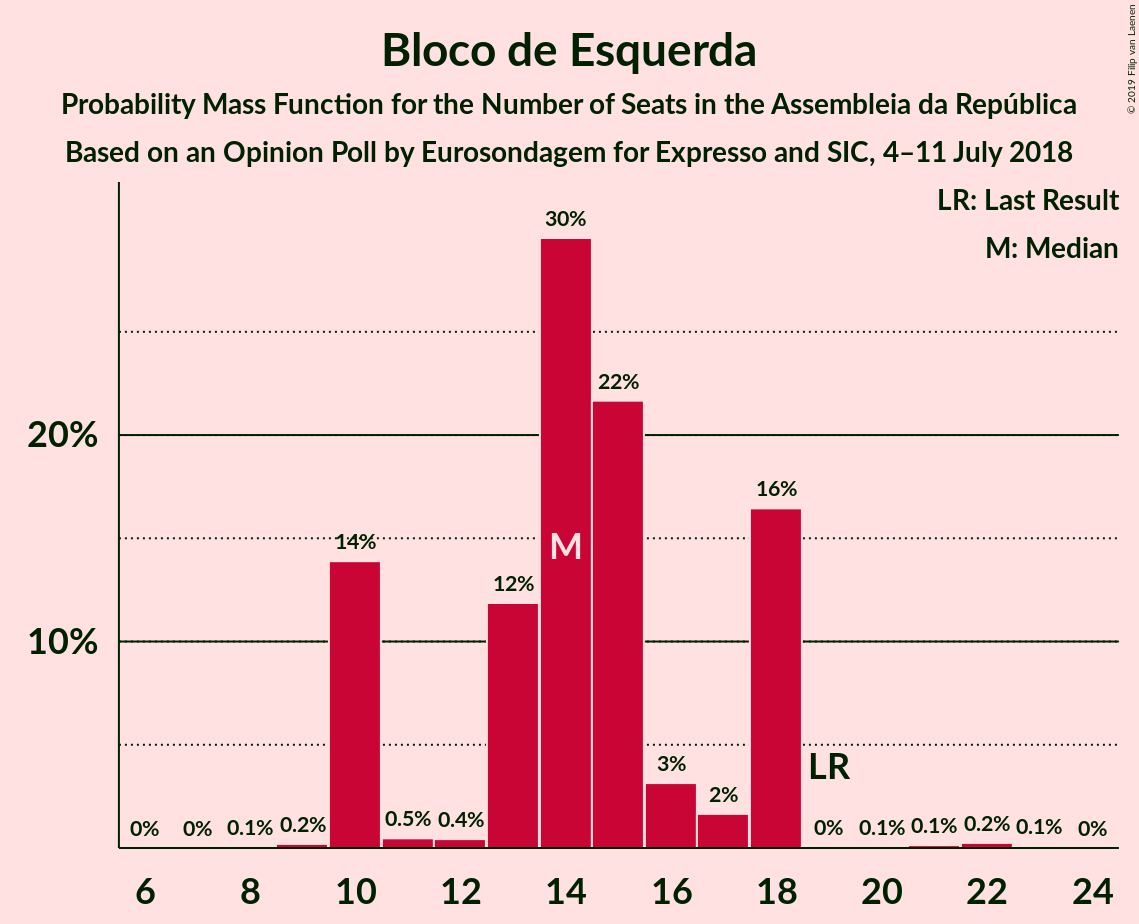 Bloco de Esquerda
Probability Mass Function for the Number of Seats in the Assembleia da República
Based on an Opinion Poll by Eurosondagem for Expresso and SIC, 4–11 July 2018
© 2019 Filip van Laenen
LR: Last Result
M: Median
30%
22%
20%
16%
14%
M
12%
10%
LR
3%
2%
0% 0% 0.1% 0.2% 0.5% 0.4% 0% 0.1% 0.1% 0.2% 0.1% 0%
6 8 10 12 14 16 18 20 22 24